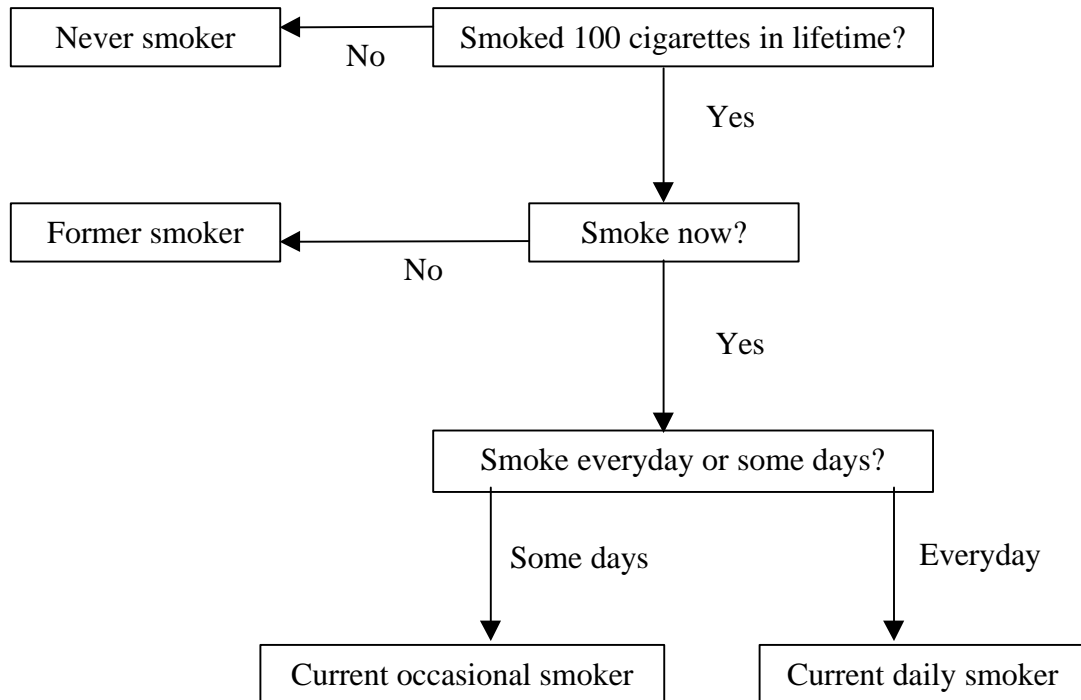 Never smoker
Smoked 100 cigarettes in lifetime?
No
Yes
Former smoker
Smoke now?
No
Yes
Smoke everyday or some days?
Some days
Everyday
Current occasional smoker
Current daily smoker